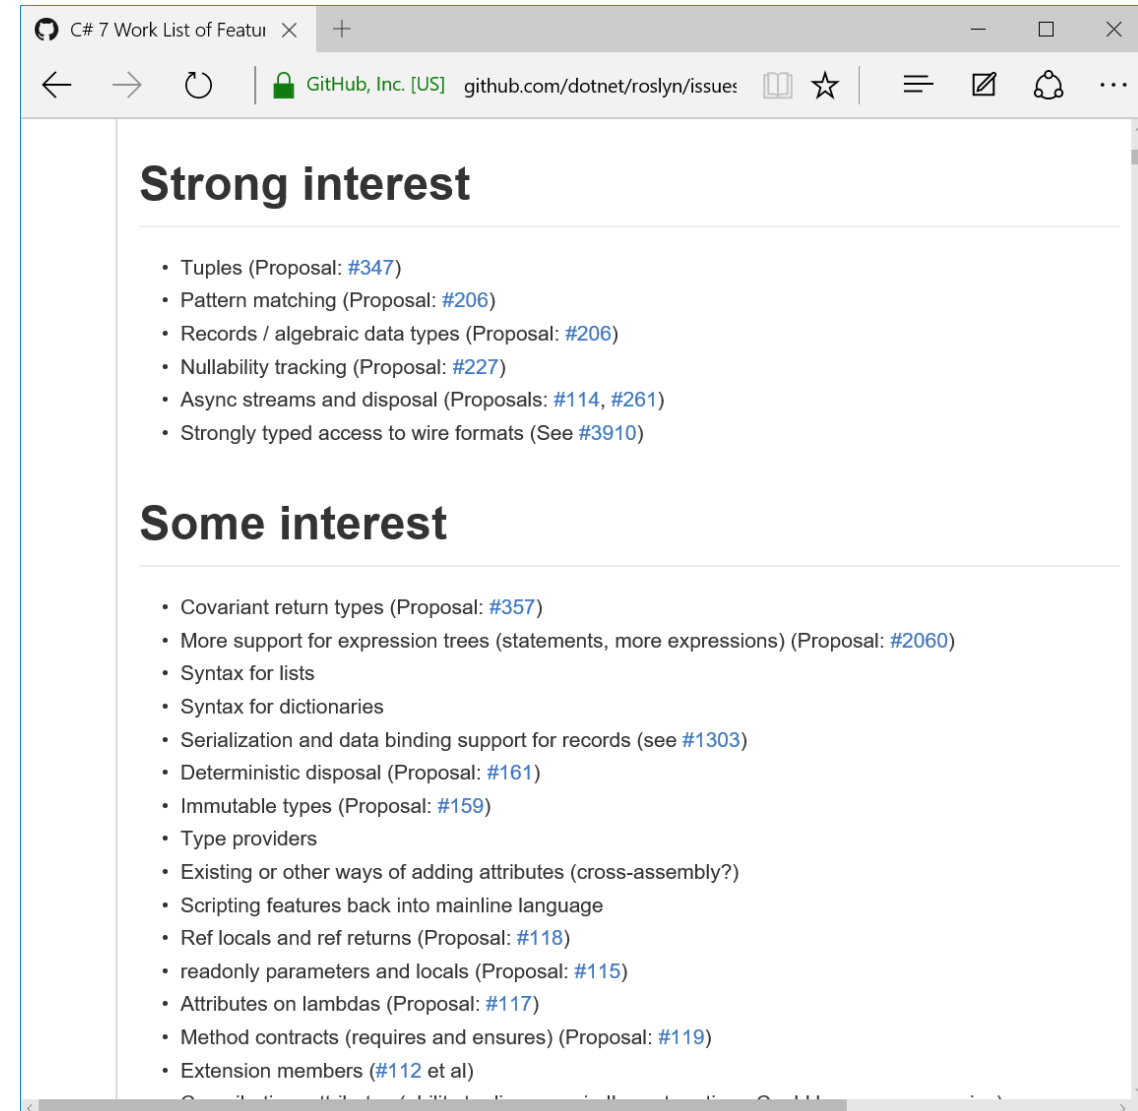 C# 7 Work List of Featur
GitHub, Inc. [US] github.com/dotnet/roslyn/issues
Strong interest
• Tuples (Proposal: #347)
• Pattern matching (Proposal: #206)
• Records / algebraic data types (Proposal: #206)
• Nullability tracking (Proposal: #227)
• Async streams and disposal (Proposals: #114, #261)
• Strongly typed access to wire formats (See #3910)
Some interest
• Covariant return types (Proposal: #357)
• More support for expression trees (statements, more expressions) (Proposal: #2060)
• Syntax for lists
• Syntax for dictionaries
• Serialization and data binding support for records (see #1303)
• Deterministic disposal (Proposal: #161)
• Immutable types (Proposal: #159)
• Type providers
• Existing or other ways of adding attributes (cross-assembly?)
• Scripting features back into mainline language
• Ref locals and ref returns (Proposal: #118)
• readonly parameters and locals (Proposal: #115)
• Attributes on lambdas (Proposal: #117)
• Method contracts (requires and ensures) (Proposal: #119)
• Extension members (#112 et al)